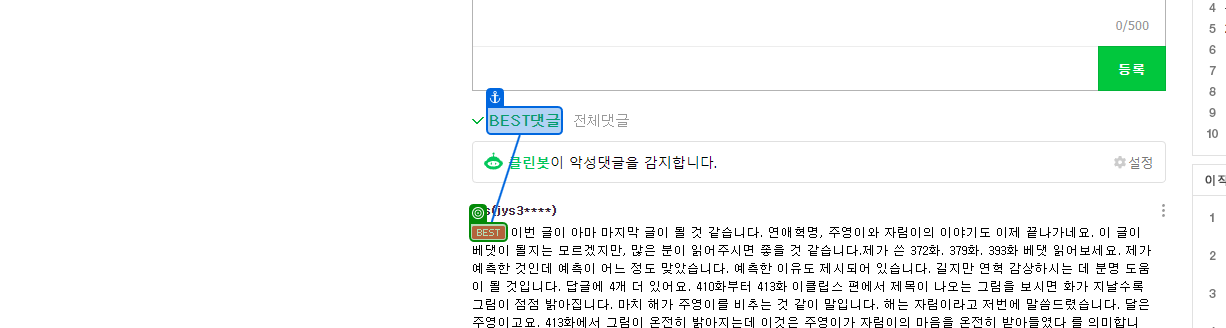 4
0/500
5
6
등록
7
8
9
BEST댓글 전체댓글
10
클린봇이 악성댓글을 감지합니다.
설정
이직
(jys3****)
1
BEST 이번 글이 아마 마지막 글이 될 것 같습니다. 연애혁명, 주영이와 자림이의 이야기도 이제 끝나가네요. 이 글이
베댓이 될지는 모르겠지만, 많은 분이 읽어주시면 좋을 것 같습니다.제가 쓴 372화. 379화. 393화 베댓 읽어보세요. 제가
2
예측한 것인데 예측이 어느 정도 맞았습니다. 예측한 이유도 제시되어 있습니다. 길지만 연혁 감상하시는 데 분명 도움
이 될 것입니다. 답글에 4개 더 있어요. 410화부터 413화 이클립스 편에서 제목이 나오는 그림을 보시면 화가 지날수록
3
그림이 점점 밝아집니다. 마치 해가 주영이를 비추는 것 같이 말입니다. 해는 자림이라고 저번에 말씀드렸습니다. 달은
주영이고요. 413화에서 그림이 온전히 밝아지는데 이것은 주영이가 자림이의 마음을 온전히 받아들였다 를 의미합니